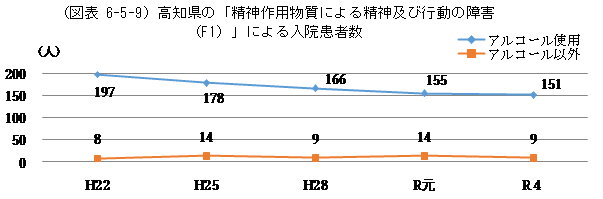 (図表 6-5-9）高知県の「精神作用物質による精神及び行動の障害
（F1）」による入院患者数
(人)
アルコール使用
アルコール以外
200
150
100
50
0
197 178 166 155 151
8 14 9 14 9
H22 H25 H28 R元 R4